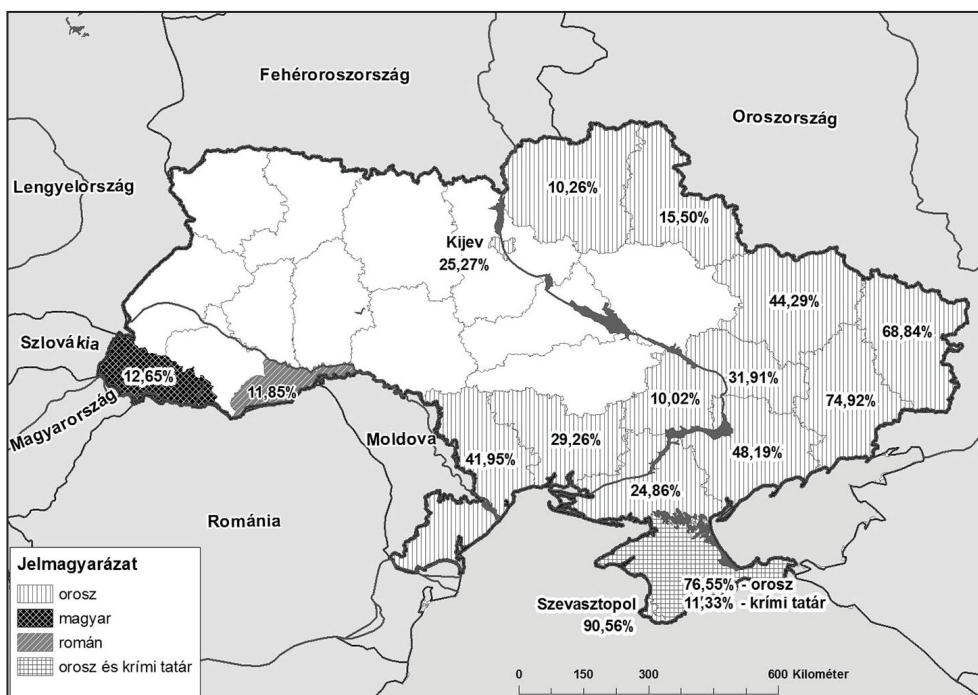 Fehéroroszország
Oroszország
Lengyelország
10,26%
15,50%
Kijev
25,27%
44,29%
68,84%
Szlovákia
12,65%
11,85%
31,91%
10,02%
74,92%
Magyarország
Moldova
41,95%
29,26%
48,19%
24,86%
Románia
Jelmagyarázat
orosz
magyar
román
orosz és krími tatár
76,55% - orosz
11,33% - krími tatár
Szevasztopol
90,56%
0 150 300 600 Kilométer